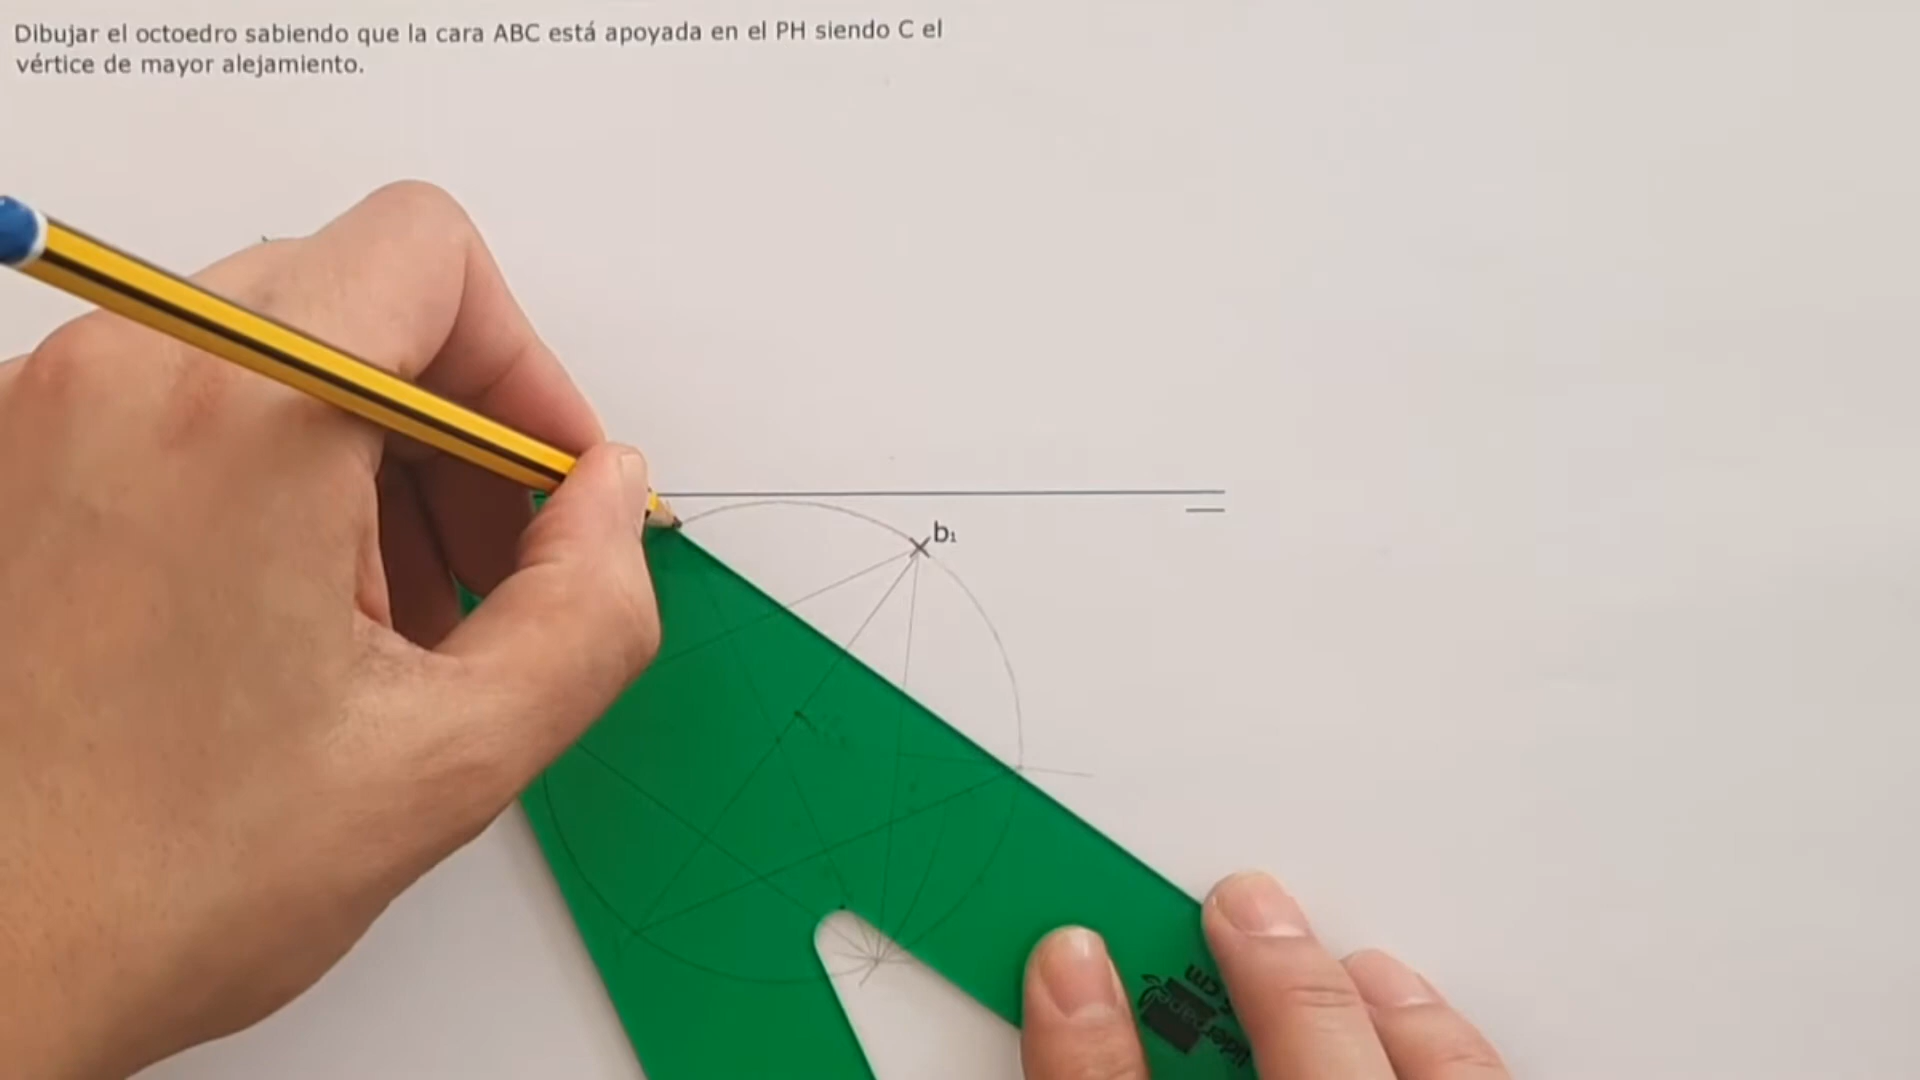 Dibujar el octoedro sabiendo que la cara ABC está apoyada en el PH siendo C el
vértice de mayor alejamiento.
b₁
cm